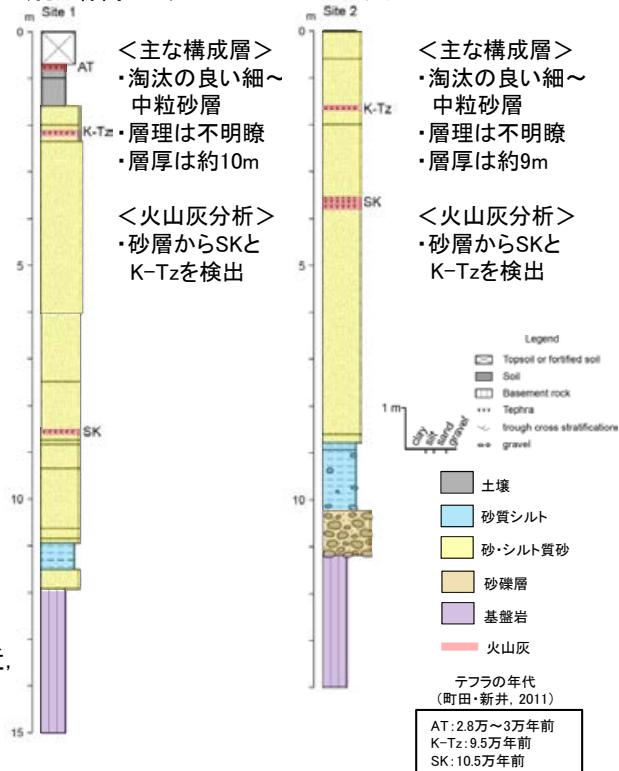 m Site 1
0
AT
K-Tz
5
SK
10
15
<主な構成層>
・淘汰の良い細～
中粒砂層
・層理は不明瞭
・層厚は約10m
<火山灰分析>
・砂層からSKと
K-Tzを検出
m Site 2
0
K-Tz
SK
5
10
<主な構成層>
・淘汰の良い細～
中粒砂層
・層理は不明瞭
・層厚は約9m
<火山灰分析>
・砂層からSKと
K-Tzを検出
Legend
Topsoil or fortified soil
Soil
Basement rock
Tephra
trough cross stratifications
gravel
1 m
clay
silt
sand
gravel
土壌
砂質シルト
砂・シルト質砂
砂礫層
基盤岩
火山灰
テフラの年代
(町田・新井, 2011)
AT：2.8万～3万年前
K-Tz：9.5万年前
SK：10.5万年前